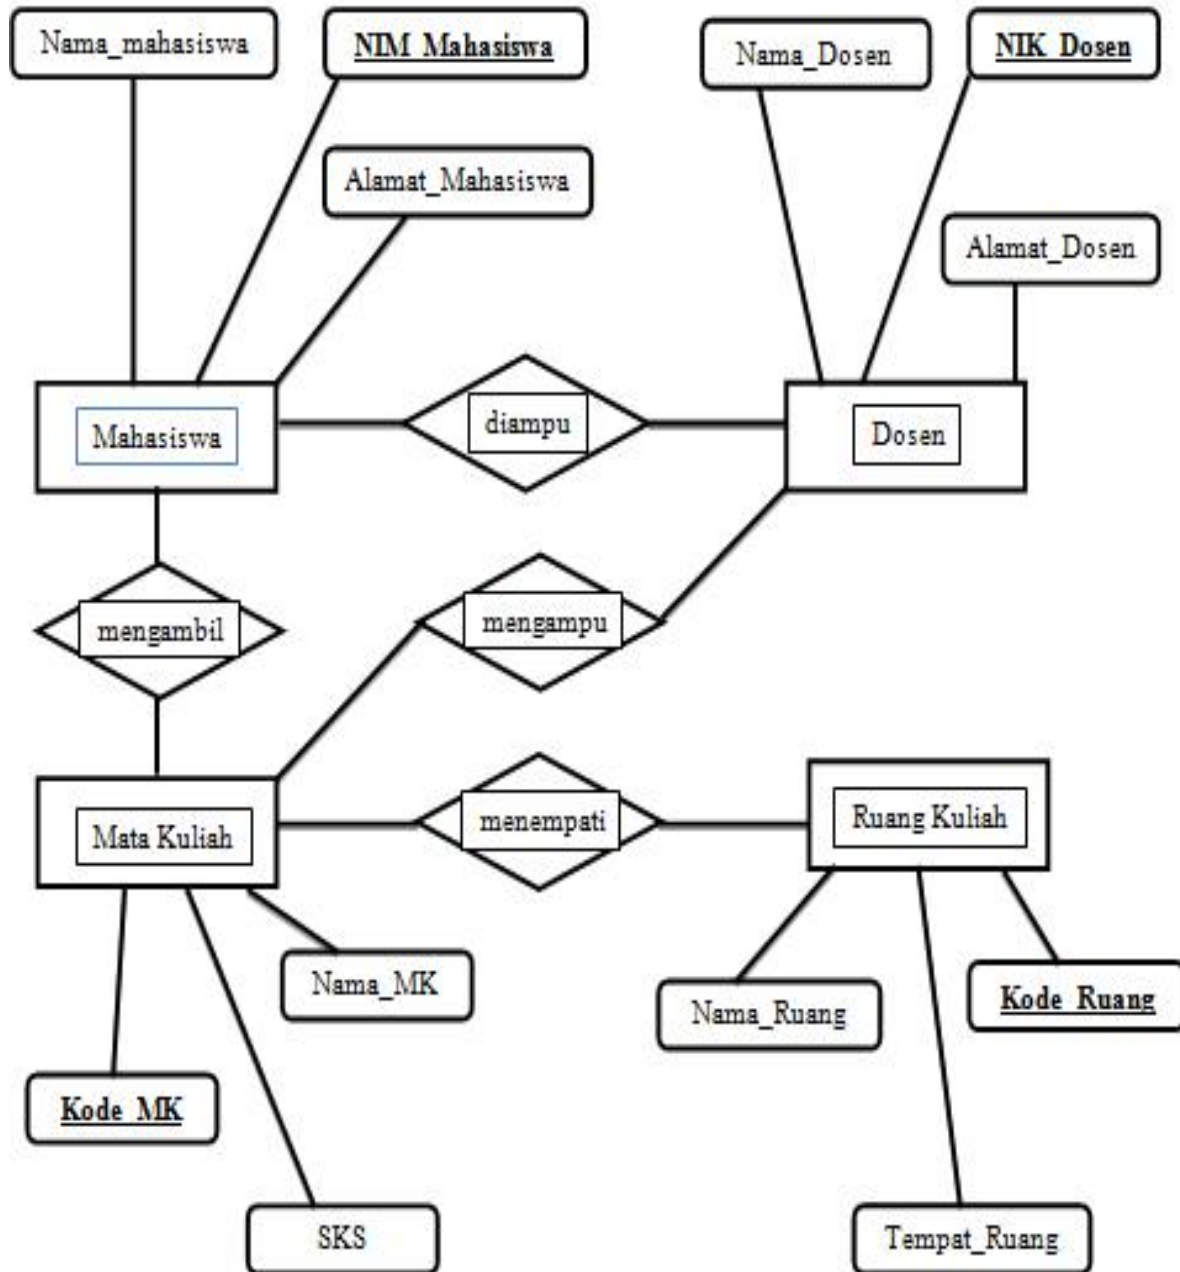 Nama_mahasiswa
NIM_Mahasiswa
Nama_Dosen
NIK_Dosen
Alamat_Mahasiswa
Alamat_Dosen
Mahasiswa
diampu
Dosen
mengambil
mengampu
Mata Kuliah
menempati
Ruang Kuliah
Nama_MK
Nama_Ruang
Kode_Ruang
Kode_MK
SKS
Tempat_Ruang